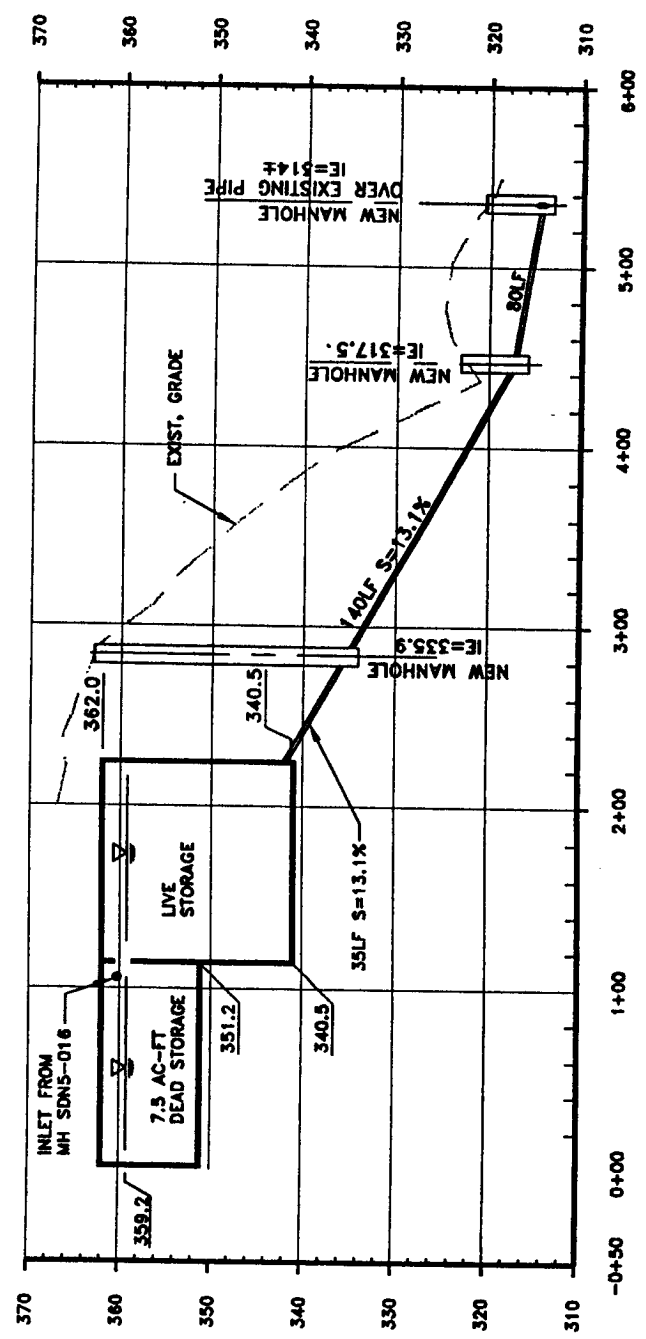 370
360
350
340
330
320
310
370
360
350
340
330
320
310
-0+50
0+00
1+00
2+00
3+00
4+00
5+00
6+00
INLET FROM
MH SDN5-016
359.2
7.5 AC-FT
DEAD STORAGE
351.2
340.5
LIVE
STORAGE
362.0
340.5
35LF S=13.1%
NEW MANHOLE
IE=335.9
140LF S=13.1%
EXIST, GRADE
NEW MANHOLE
IE=317.5
80LF
NEW MANHOLE
OVER EXISTING PIPE
IE=314±